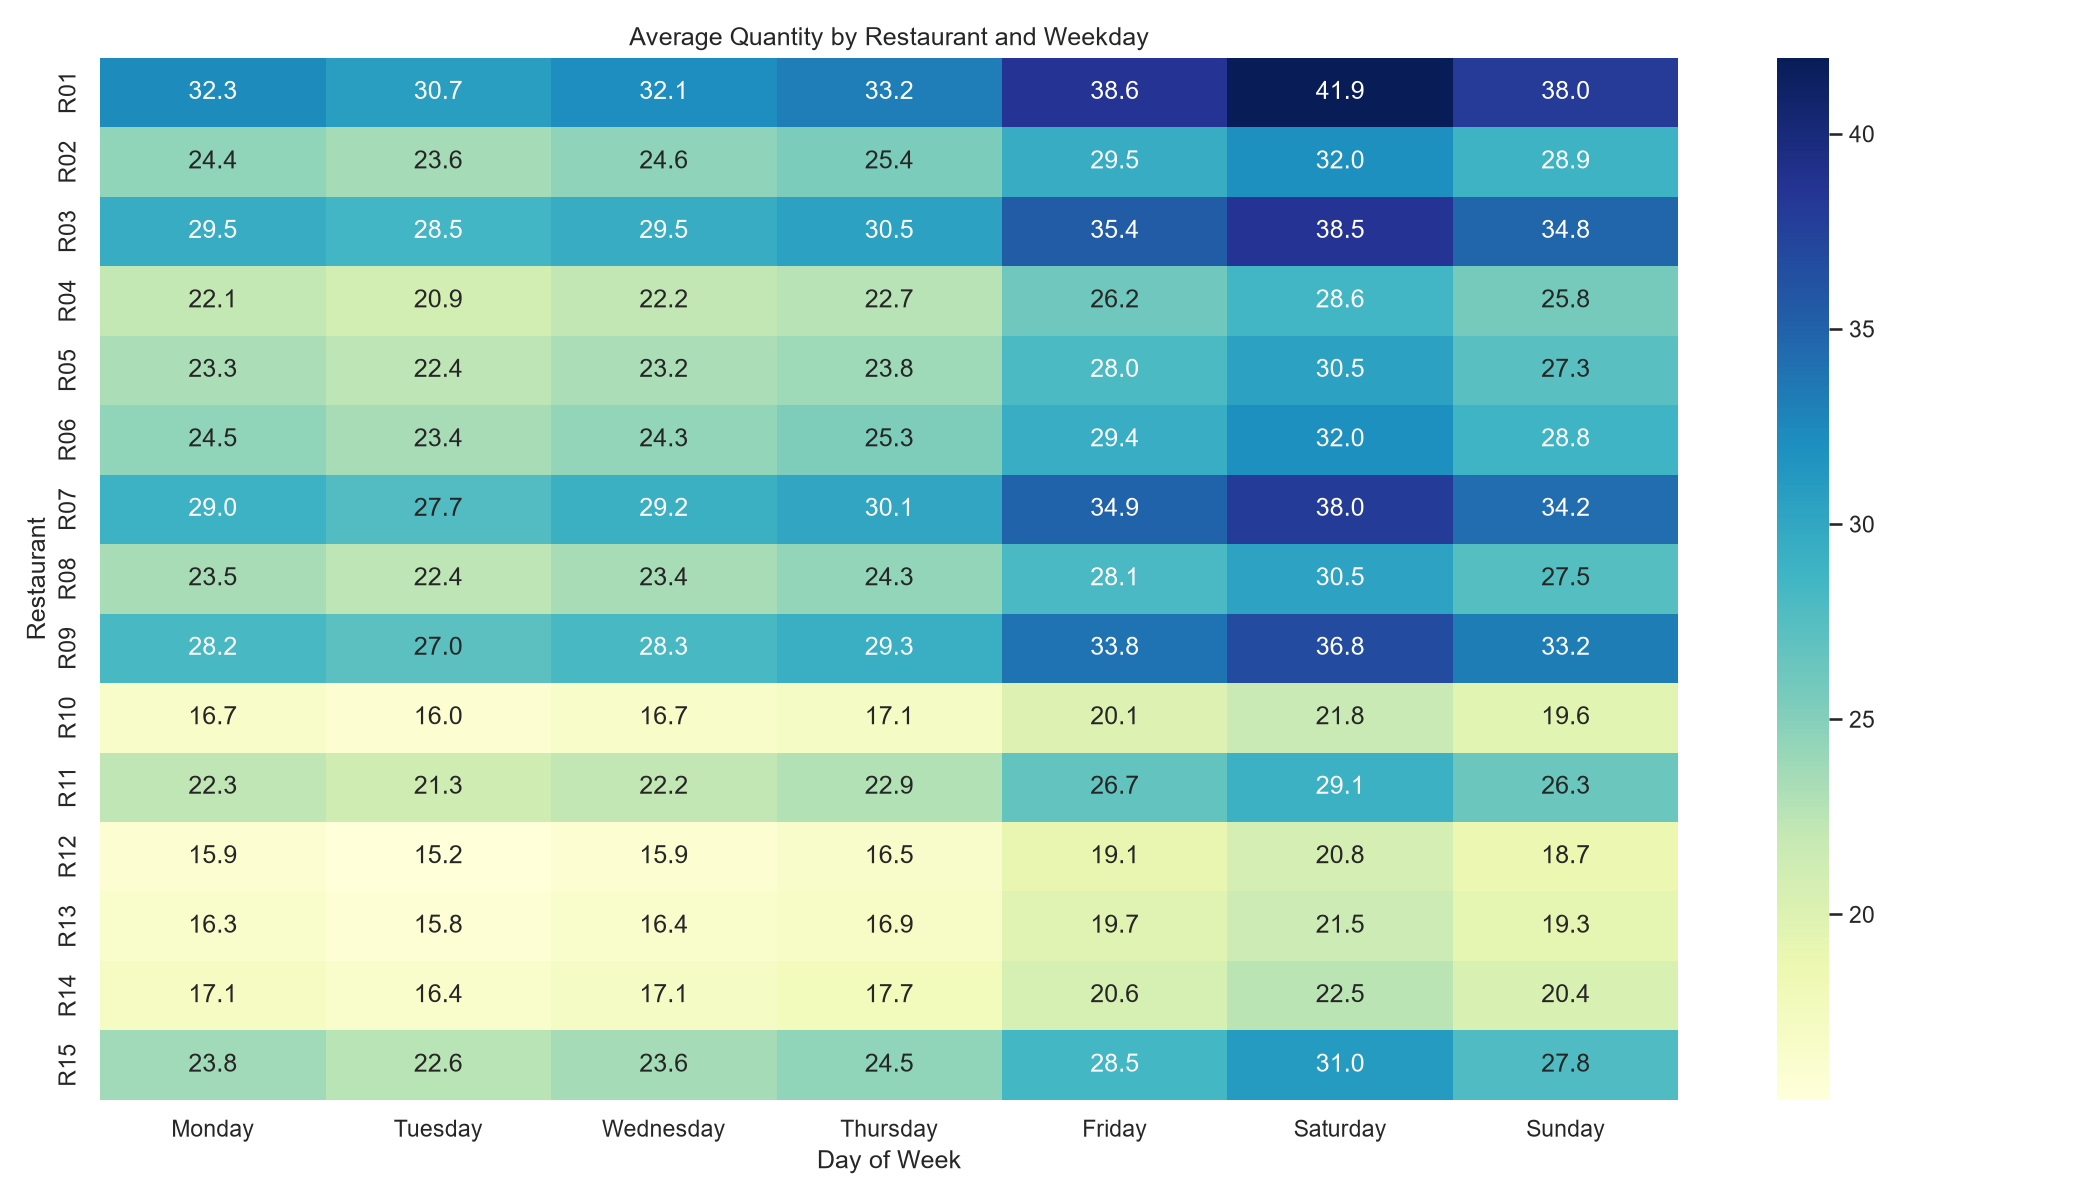 Average Quantity by Restaurant and Weekday
R01 32.3 30.7 32.1 33.2 38.6 41.9 38.0
R02 24.4 23.6 24.6 25.4 29.5 32.0 28.9
R03 29.5 28.5 29.5 30.5 35.4 38.5 34.8
R04 22.1 20.9 22.2 22.7 26.2 28.6 25.8
R05 23.3 22.4 23.2 23.8 28.0 30.5 27.3
R06 24.5 23.4 24.3 25.3 29.4 32.0 28.8
R07 29.0 27.7 29.2 30.1 34.9 38.0 34.2
R08 23.5 22.4 23.4 24.3 28.1 30.5 27.5
R09 28.2 27.0 28.3 29.3 33.8 36.8 33.2
R10 16.7 16.0 16.7 17.1 20.1 21.8 19.6
R11 22.3 21.3 22.2 22.9 26.7 29.1 26.3
R12 15.9 15.2 15.9 16.5 19.1 20.8 18.7
R13 16.3 15.8 16.4 16.9 19.7 21.5 19.3
R14 17.1 16.4 17.1 17.7 20.6 22.5 20.4
R15 23.8 22.6 23.6 24.5 28.5 31.0 27.8
Monday Tuesday Wednesday Thursday Friday Saturday Sunday
Day of Week
Restaurant
40
35
30
25
20